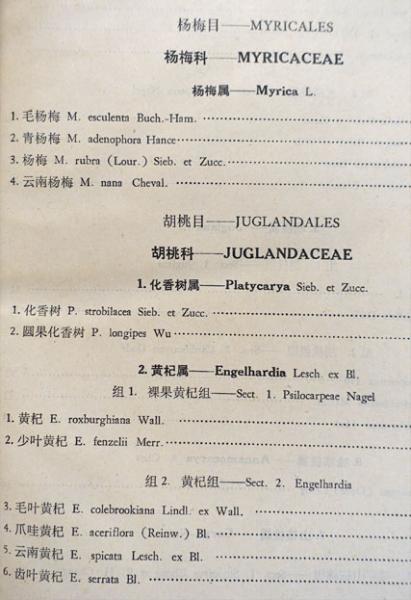 杨梅目——MYRICALES
杨梅科——MYRICACEAE
杨梅属——Myrica L.
1. 毛杨梅 M. esculenta Buch.-Ham.
2. 青杨梅 M. adenophora Hance
3. 杨梅 M. rubra (Lour.) Sieb. et Zucc.
4. 云南杨梅 M. nana Cheval.
胡桃目——JUGLANDALES
胡桃科——JUGLANDACEAE
1. 化香树属——Platycarya Sieb. et Zucc.
1. 化香树 P. strobilacea Sieb. et Zucc.
2. 圆果化香树 P. longipes Wu
2. 黄杞属——Engelhardia Lesch. ex Bl.
组 1. 裸果黄杞组——Sect. 1. Psilocarpeae Nagel
1. 黄杞 E. roxburghiana Wall.
2. 少叶黄杞 E. fenzelii Merr.
组 2. 黄杞组——Sect. 2. Engelhardia
3. 毛叶黄杞 E. colebrookiana Lindl. ex Wall.
4. 爪哇黄杞 E. aceriflora (Reinw.) Bl.
5. 云南黄杞 E. spicata Lesch. ex Bl.
6. 齿叶黄杞 E. serrata Bl.